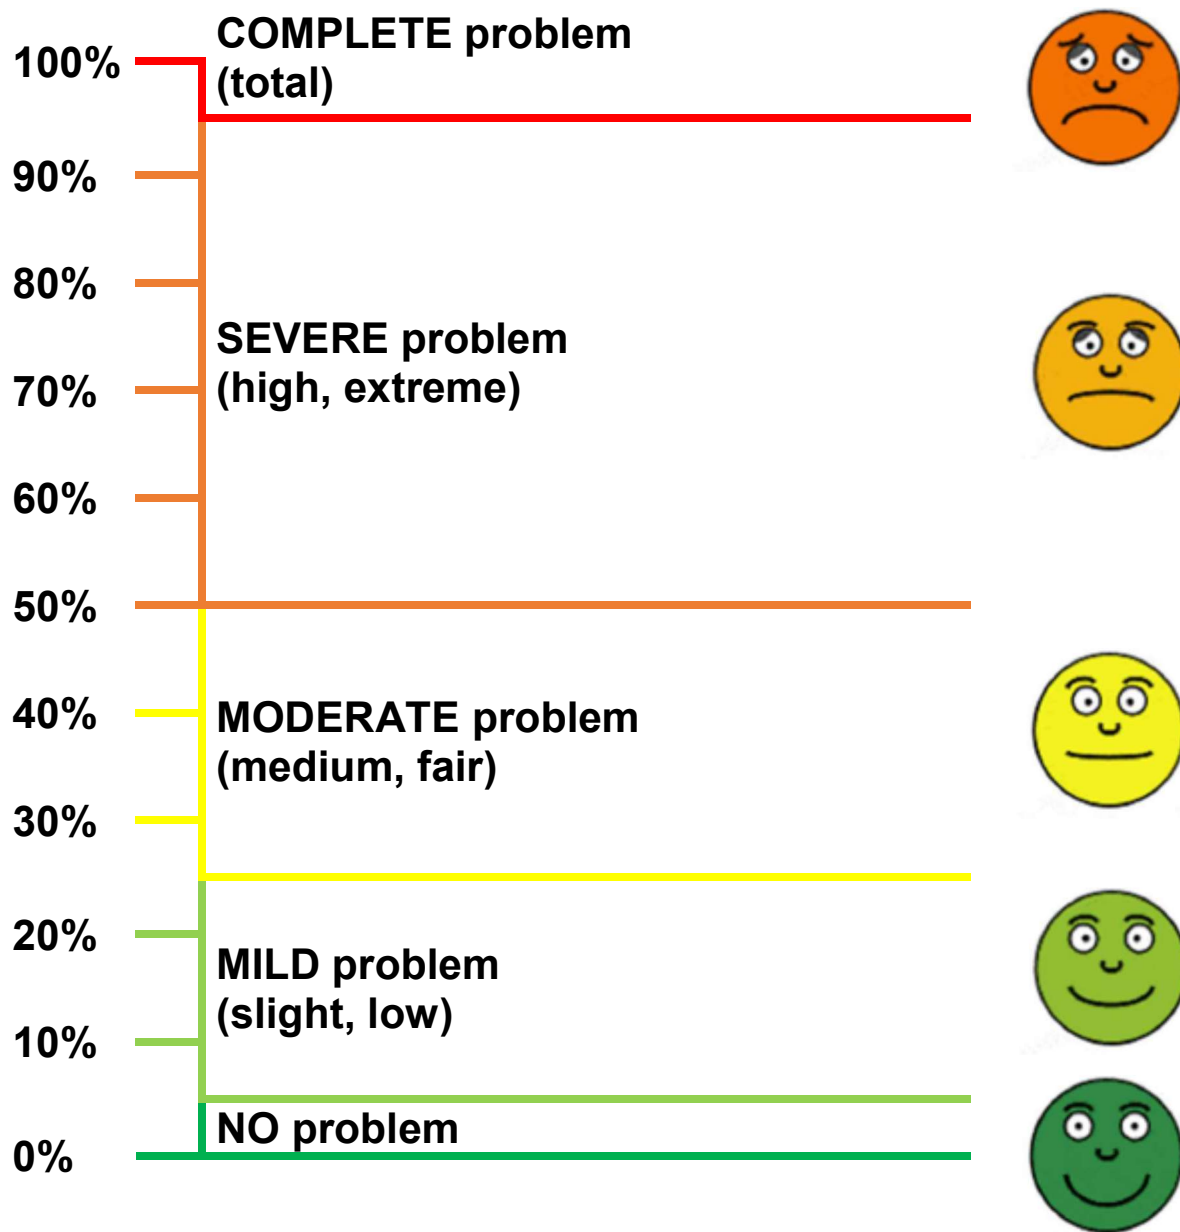 COMPLETE problem
100%
(total)
90%
80%
SEVERE problem
70%
(high, extreme)
60%
50%
40%
MODERATE problem
(medium, fair)
30%
20%
MILD problem
(slight, low)
10%
NO problem
0%